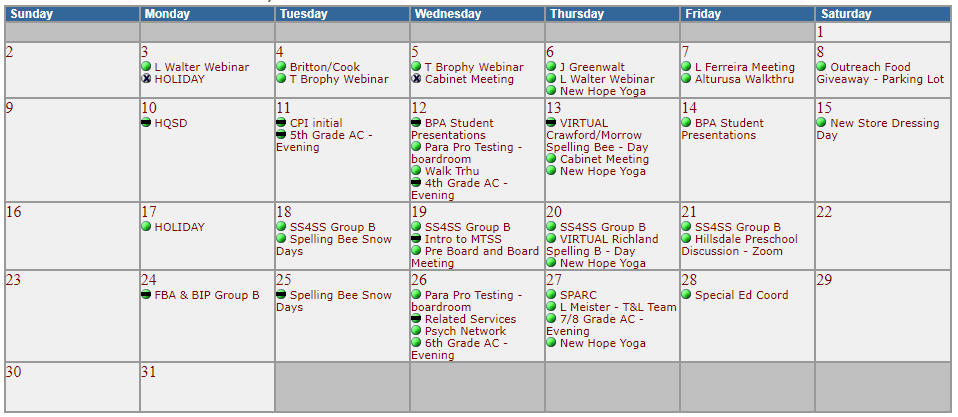 Sunday Monday Tuesday Wednesday Thursday Friday Saturday
1
2
3
L Walter Webinar
HOLIDAY
4
Britton/Cook
T Brophy Webinar
5
T Brophy Webinar
Cabinet Meeting
6
J Greenwalt
L Walter Webinar
New Hope Yoga
7
L Ferreira Meeting
Alturusa Walkthru
8
Outreach Food
Giveaway - Parking Lot
9
10
HQSD
11
CPI initial
5th Grade AC -
Evening
12
BPA Student
Presentations
Para Pro Testing -
boardroom
Walk Trhu
4th Grade AC -
Evening
13
VIRTUAL
Crawford/Morrow
Spelling Bee - Day
Cabinet Meeting
New Hope Yoga
14
BPA Student
Presentations
15
New Store Dressing
Day
16
17
HOLIDAY
18
SS4SS Group B
Spelling Bee Snow
Days
19
SS4SS Group B
Intro to MTSS
Pre Board and Board
Meeting
20
SS4SS Group B
VIRTUAL Richland
Spelling B - Day
New Hope Yoga
21
SS4SS Group B
Hillsdale Preschool
Discussion - Zoom
22
23
24
FBA & BIP Group B
25
Spelling Bee Snow
Days
26
Para Pro Testing -
boardroom
Related Services
Psych Network
6th Grade AC -
Evening
27
SPARC
L Meister - T&L Team
7/8 Grade AC -
Evening
New Hope Yoga
28
Special Ed Coord
29
30
31